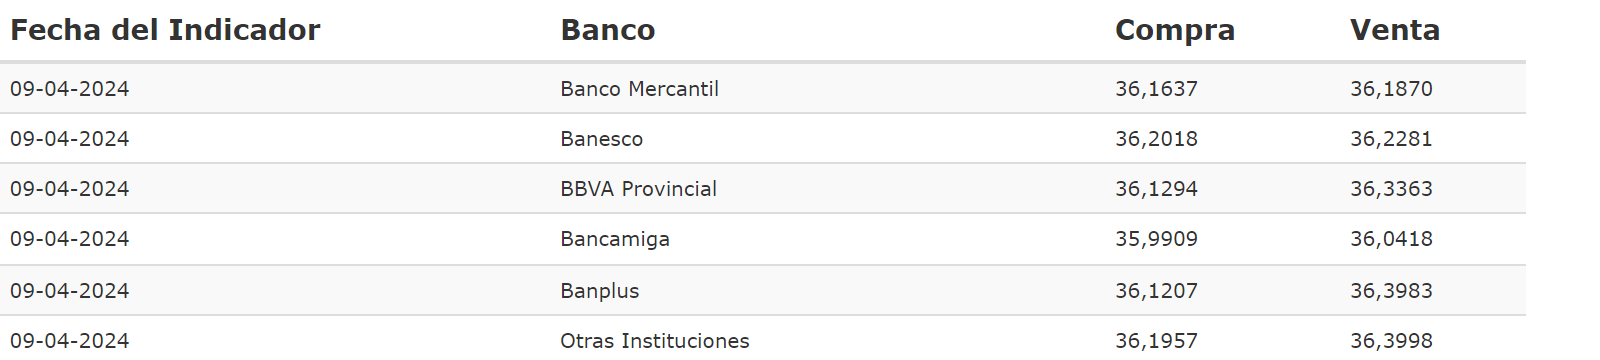 Fecha del Indicador Banco Compra Venta
09-04-2024 Banco Mercantil 36,1637 36,1870
09-04-2024 Banesco 36,2018 36,2281
09-04-2024 BBVA Provincial 36,1294 36,3363
09-04-2024 Bancamiga 35,9909 36,0418
09-04-2024 Banplus 36,1207 36,3983
09-04-2024 Otras Instituciones 36,1957 36,3998